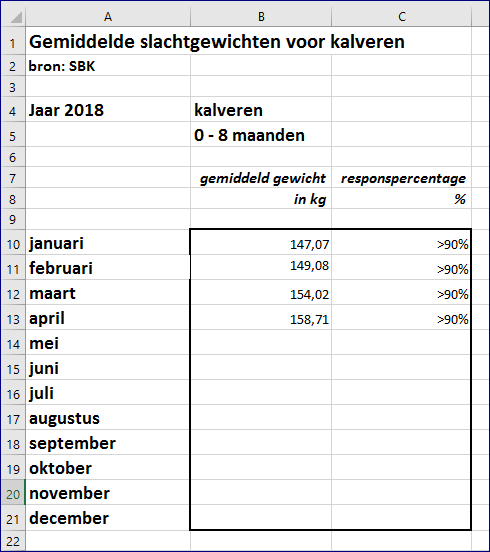 A B C
1 Gemiddelde slachtgewichten voor kalveren
2 bron: SBK
3
4 Jaar 2018 kalveren
5 0 - 8 maanden
6
7 gemiddeld gewicht responspercentage
8 in kg %
9
10 januari 147,07 >90%
11 februari 149,08 >90%
12 maart 154,02 >90%
13 april 158,71 >90%
14 mei
15 juni
16 juli
17 augustus
18 september
19 oktober
20 november
21 december
22